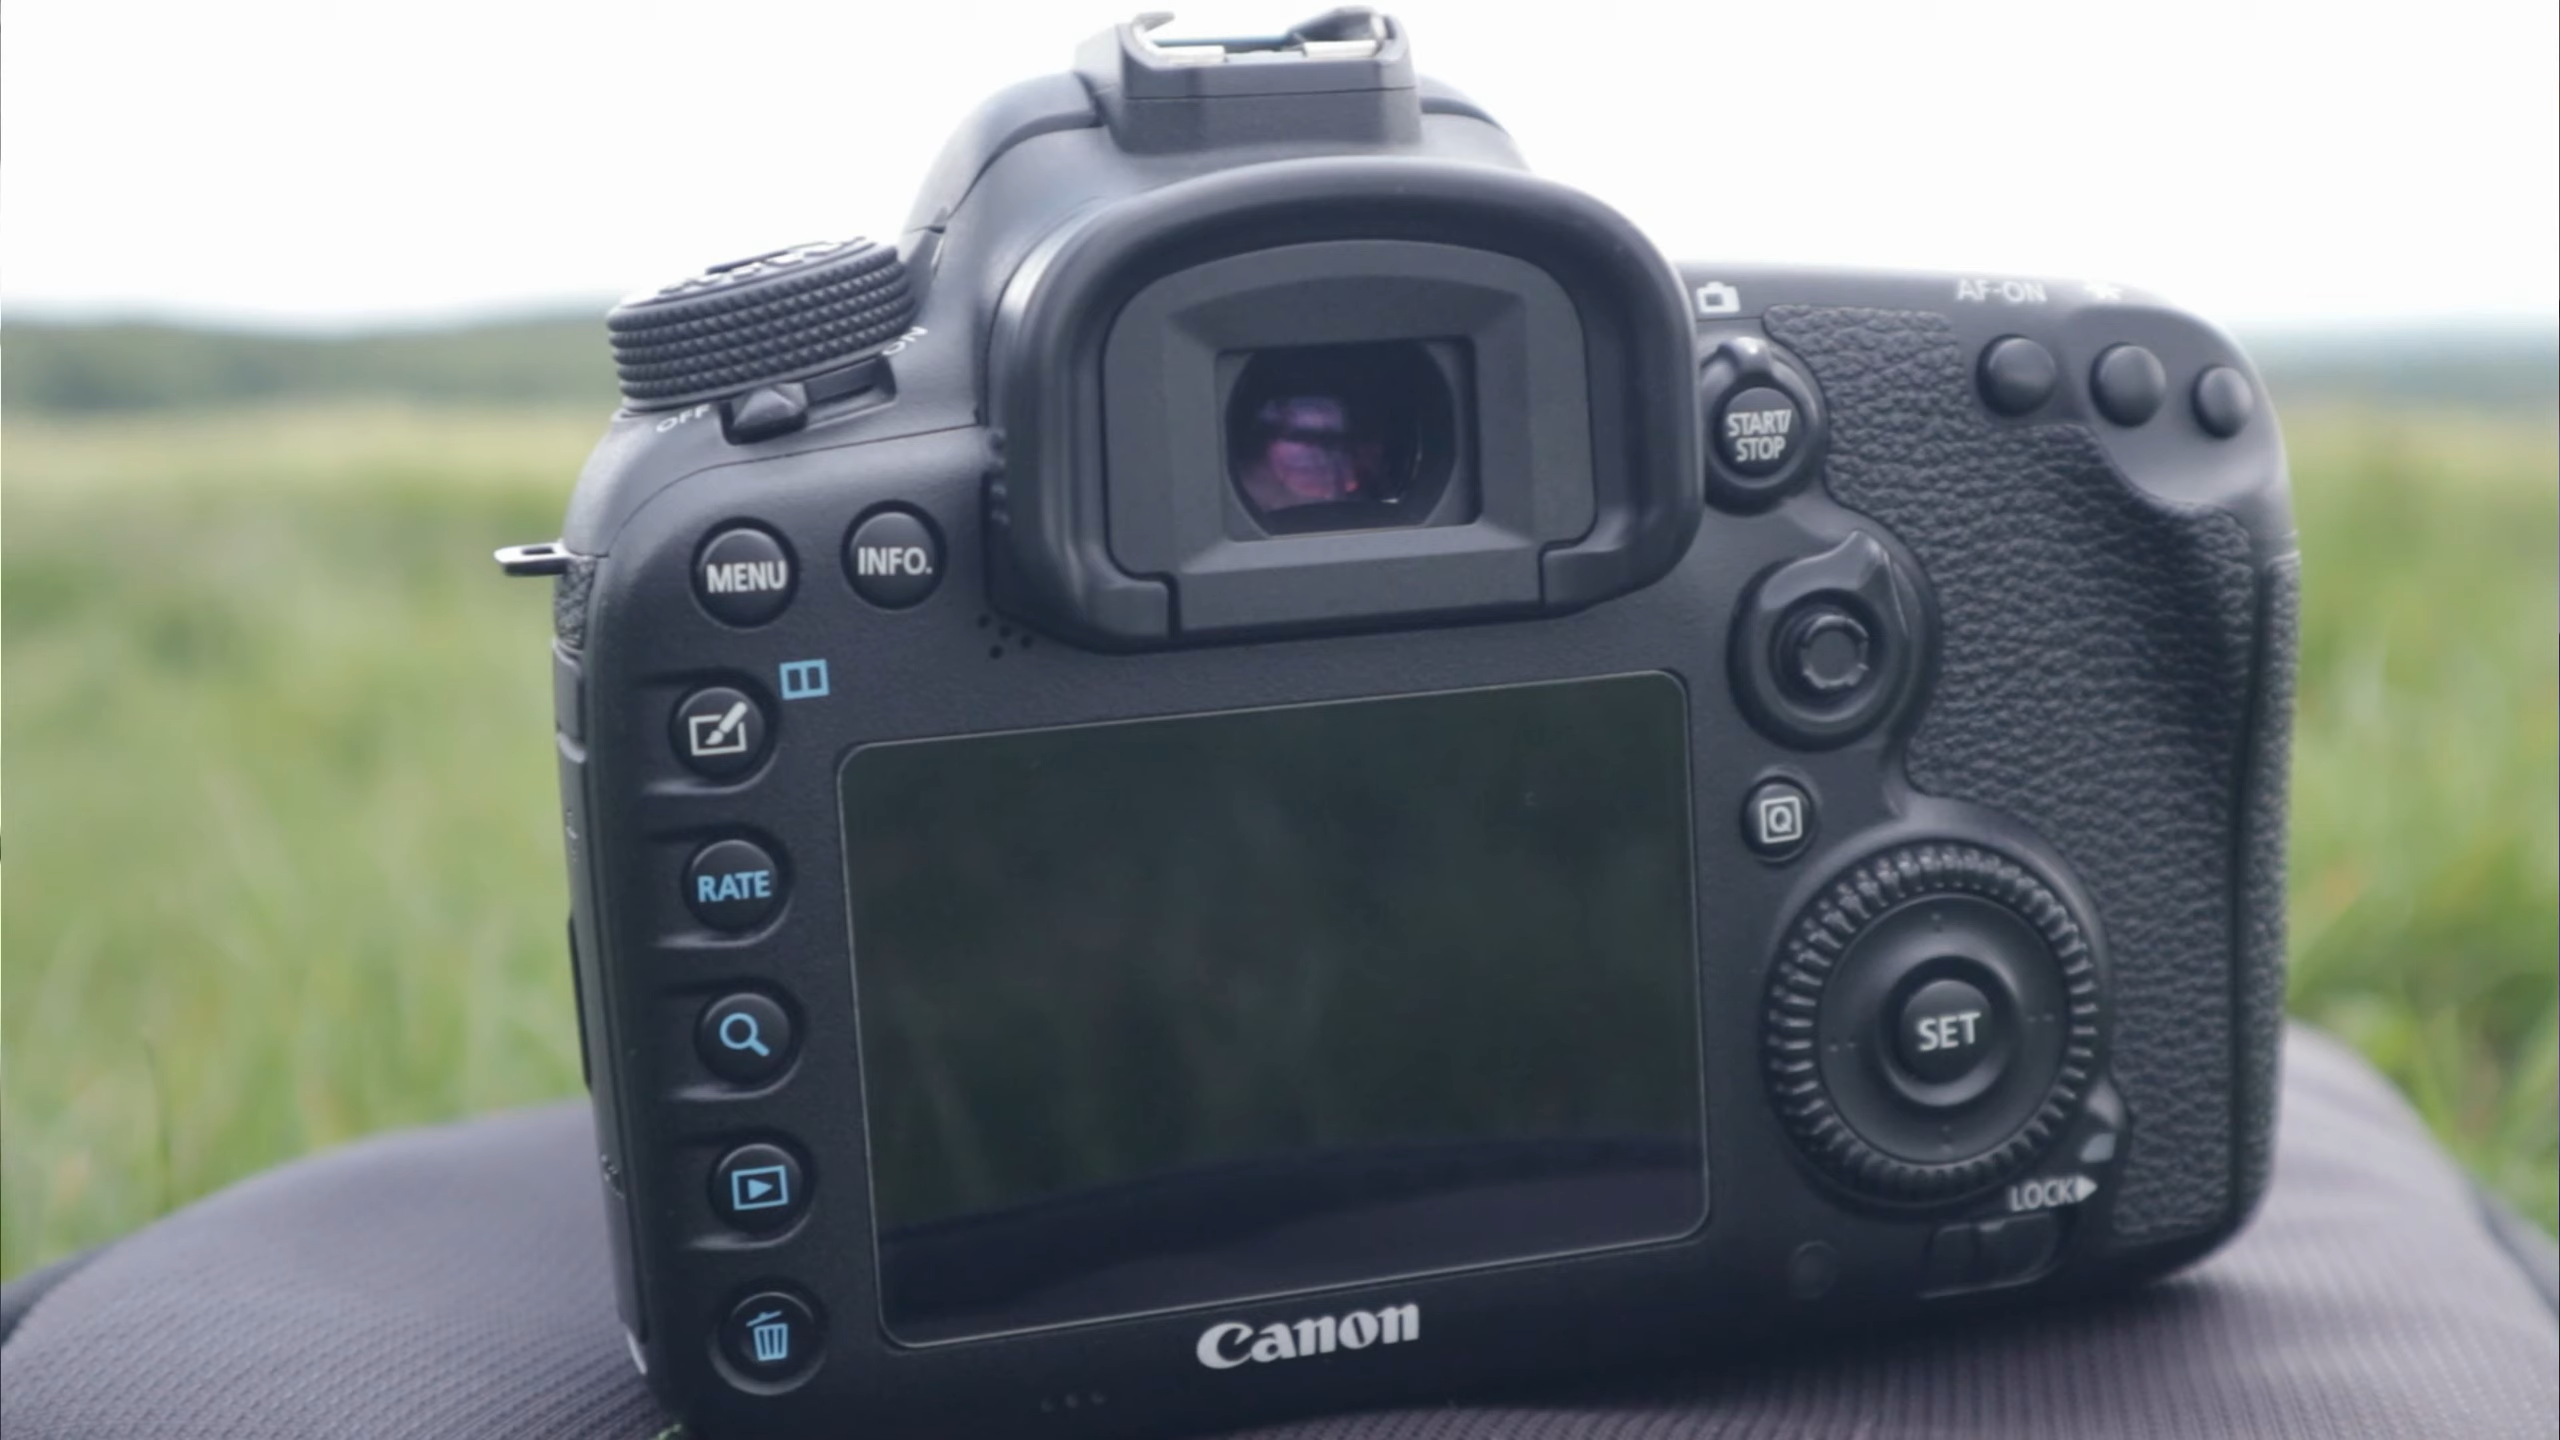 AF-ON
ON
OFF
START/
STOP
MENU
INFO.
Q
RATE
SET
LOCK
Canon